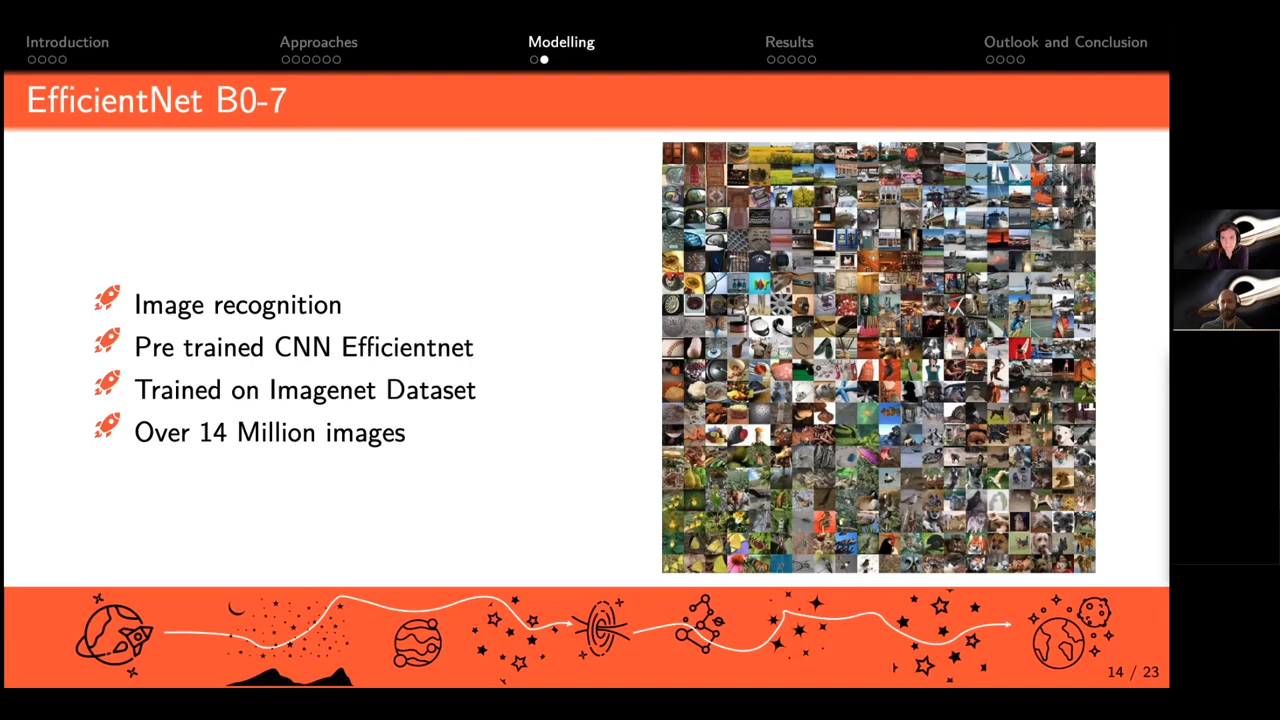 Introduction
Approaches
Modelling
Results
Outlook and Conclusion
EfficientNet B0-7
Image recognition
Pre trained CNN Efficientnet
Trained on Imagenet Dataset
Over 14 Million images
14 / 23